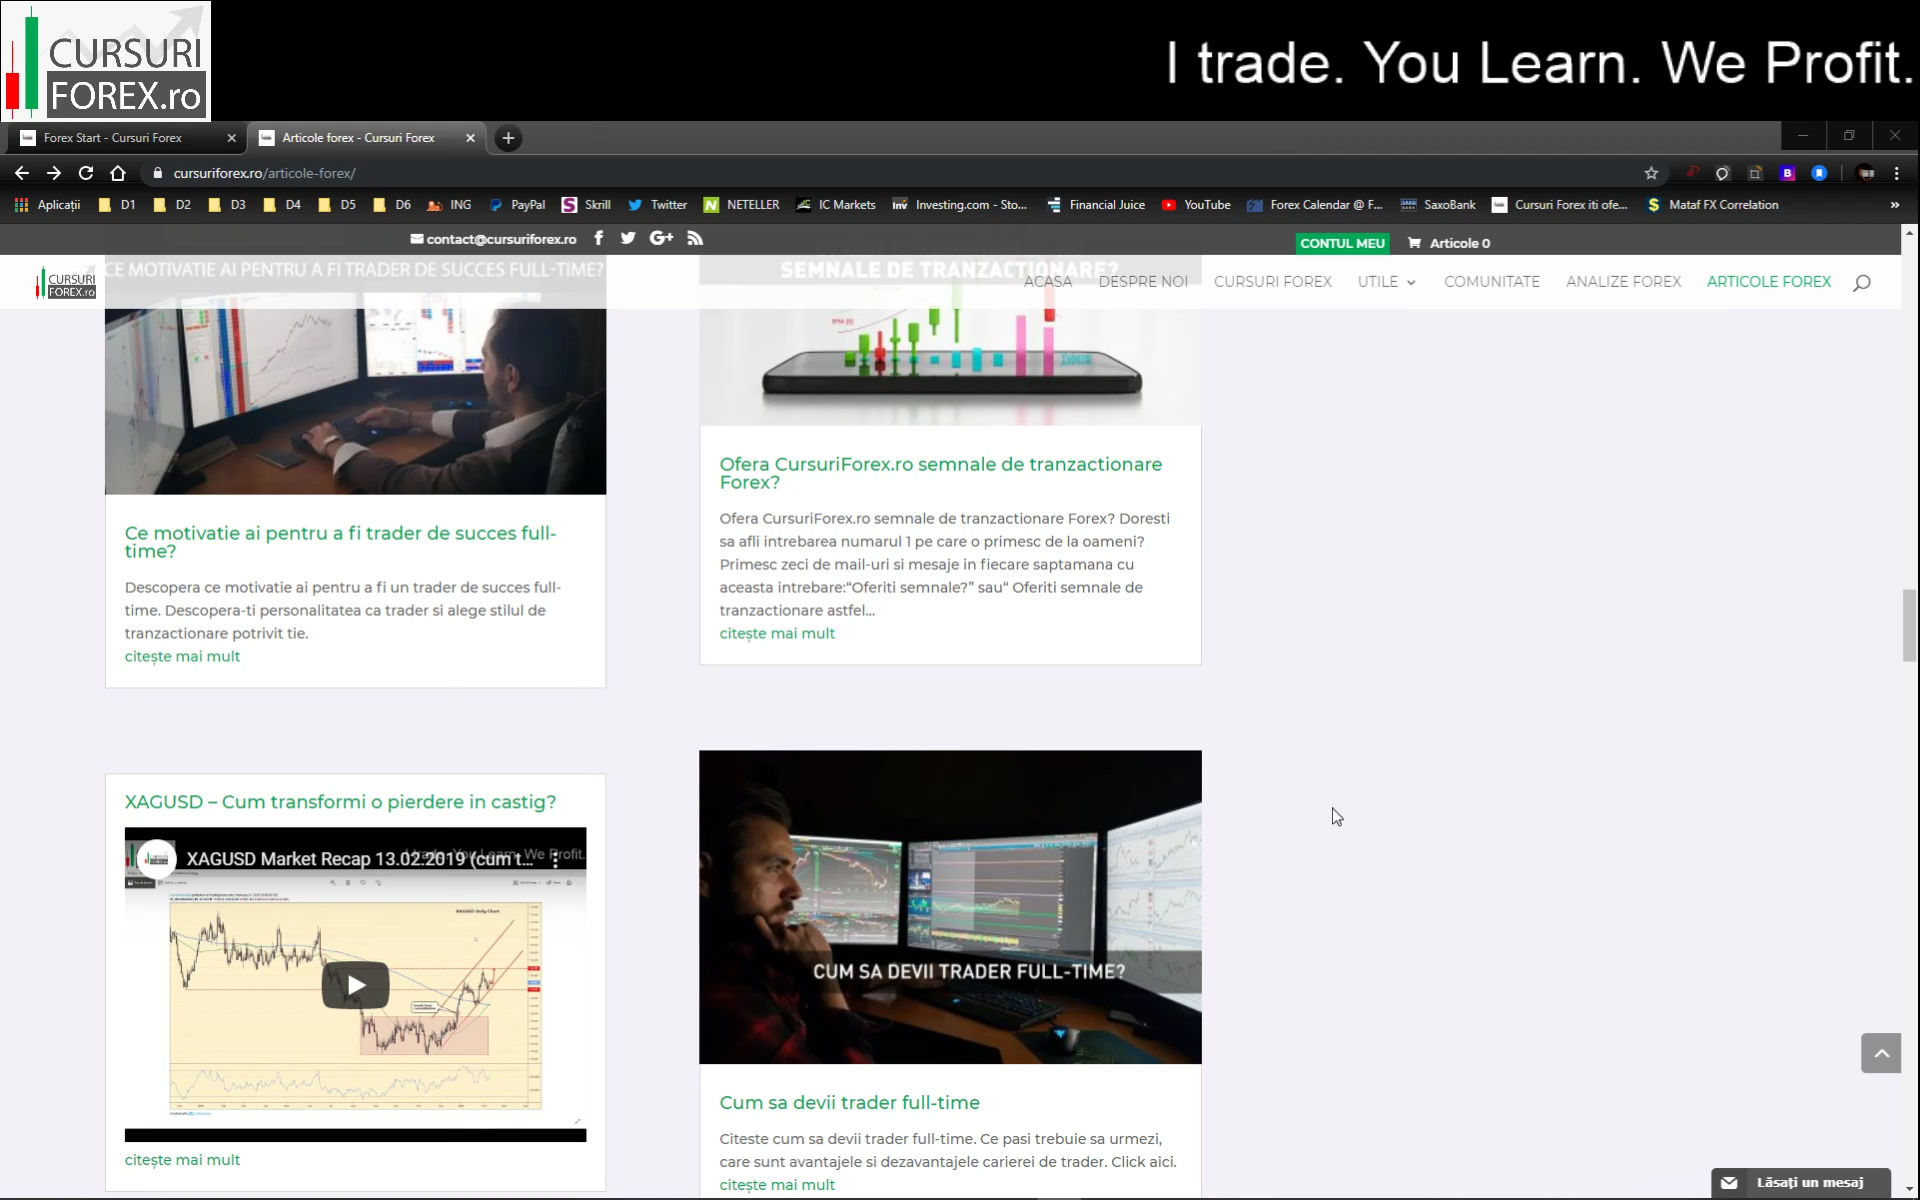 CURSURI
FOREX.ro
I trade. You Learn. We Profit.
Forex Start - Cursuri Forex
Articole forex - Cursuri Forex
cursuriforex.ro/articole-forex/
Aplicații
D1
D2
D3
D4
D5
D6
ING
PayPal
Skrill
Twitter
NETELLER
IC Markets
Investing.com - Sto...
Financial Juice
YouTube
Forex Calendar @ F...
SaxoBank
Cursuri Forex iti ofe...
Mataf FX Correlation
»
contact@cursuriforex.ro
CONTUL MEU
Articole 0
CURSURI
FOREX.ro
CE MOTIVATIE AI PENTRU A FI TRADER DE SUCCES FULL-TIME?
SEMNALE DE TRANZACTIONARE?
ACASA
DESPRE NOI
CURSURI FOREX
UTILE
COMUNITATE
ANALIZE FOREX
ARTICOLE FOREX
Ce motivatie ai pentru a fi trader de succes full-
time?
Descopera ce motivatie ai pentru a fi un trader de succes full-
time. Descopera-ti personalitatea ca trader si alege stilul de
tranzactionare potrivit tie.
citește mai mult
Ofera CursuriForex.ro semnale de tranzactionare
Forex?
Ofera CursuriForex.ro semnale de tranzactionare Forex? Doresti
sa afli intrebarea numarul 1 pe care o primesc de la oameni?
Primesc zeci de mail-uri si mesaje in fiecare saptamana cu
aceasta intrebare:“Oferiti semnale?” sau“ Oferiti semnale de
tranzactionare astfel...
citește mai mult
XAGUSD – Cum transformi o pierdere in castig?
XAGUSD Market Recap 13.02.2019 (cum t...
XAGUSD Daily Chart
citește mai mult
CUM SA DEVII TRADER FULL-TIME?
Cum sa devii trader full-time
Citeste cum sa devii trader full-time. Ce pasi trebuie sa urmezi,
care sunt avantajele si dezavantajele carierei de trader. Click aici.
citește mai mult
Lăsați un mesaj